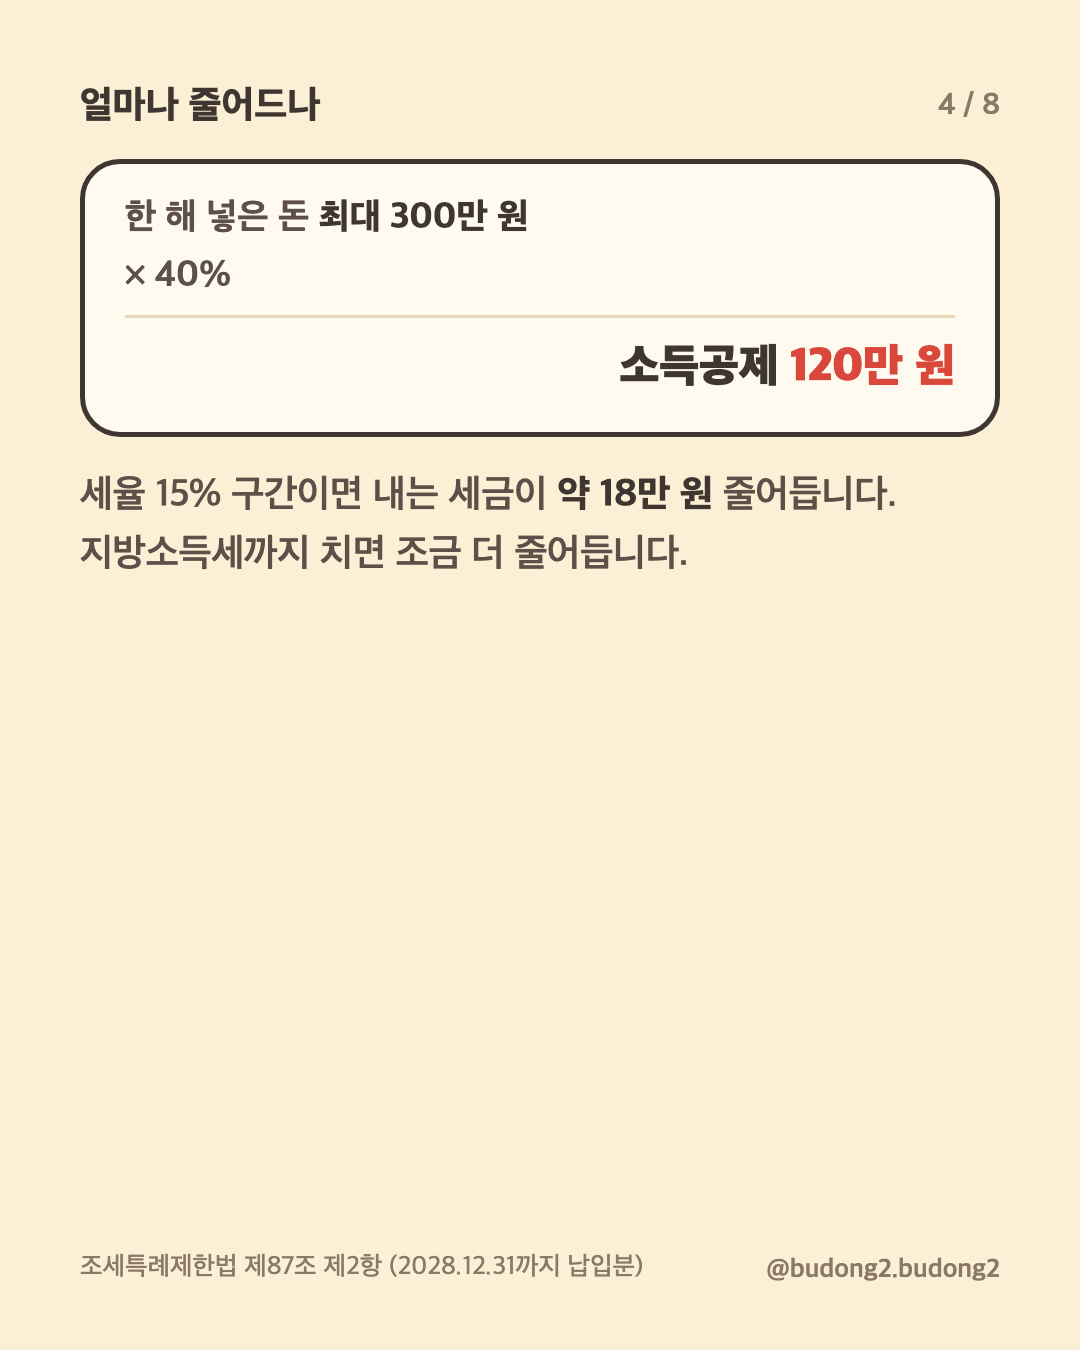 얼마나 줄어드나
4 / 8
한 해 넣은 돈 최대 300만 원
× 40%
소득공제 120만 원
세율 15% 구간이면 내는 세금이 약 18만 원 줄어듭니다.
지방소득세까지 치면 조금 더 줄어듭니다.
조세특례제한법 제87조 제2항 (2028.12.31까지 납입분)
@budong2.budong2